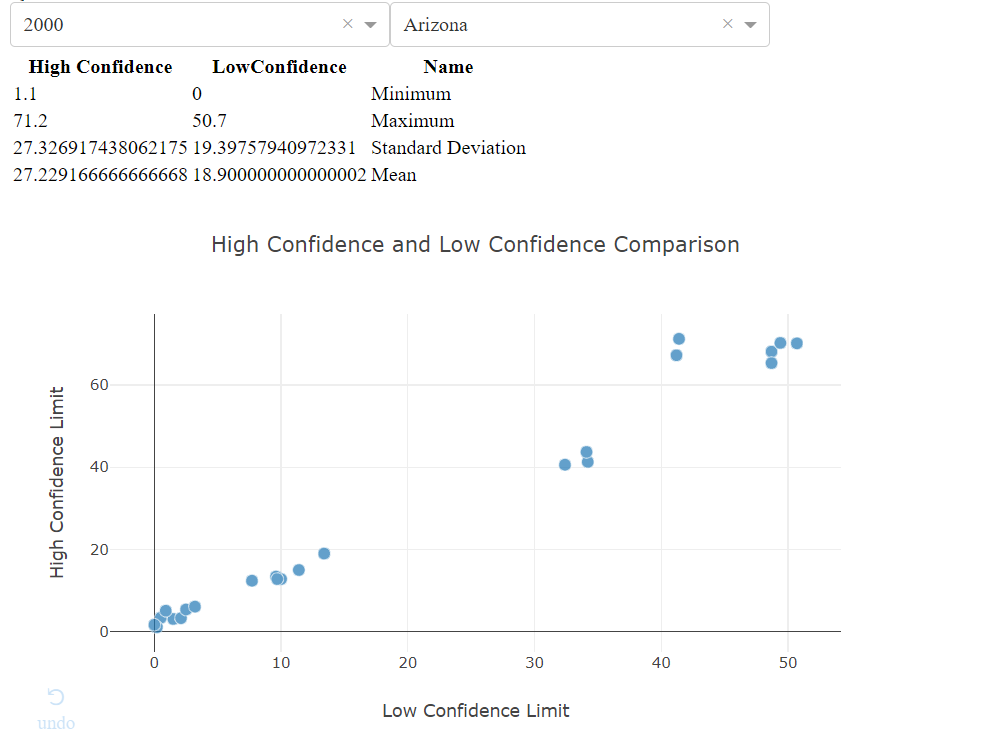 2000 × Arizona ×
High Confidence LowConfidence Name
1.1 0 Minimum
71.2 50.7 Maximum
27.326917438062175 19.39757940972331 Standard Deviation
27.229166666666668 18.900000000000002 Mean
High Confidence and Low Confidence Comparison
High Confidence Limit
60
40
20
0
0 10 20 30 40 50
Low Confidence Limit
undo